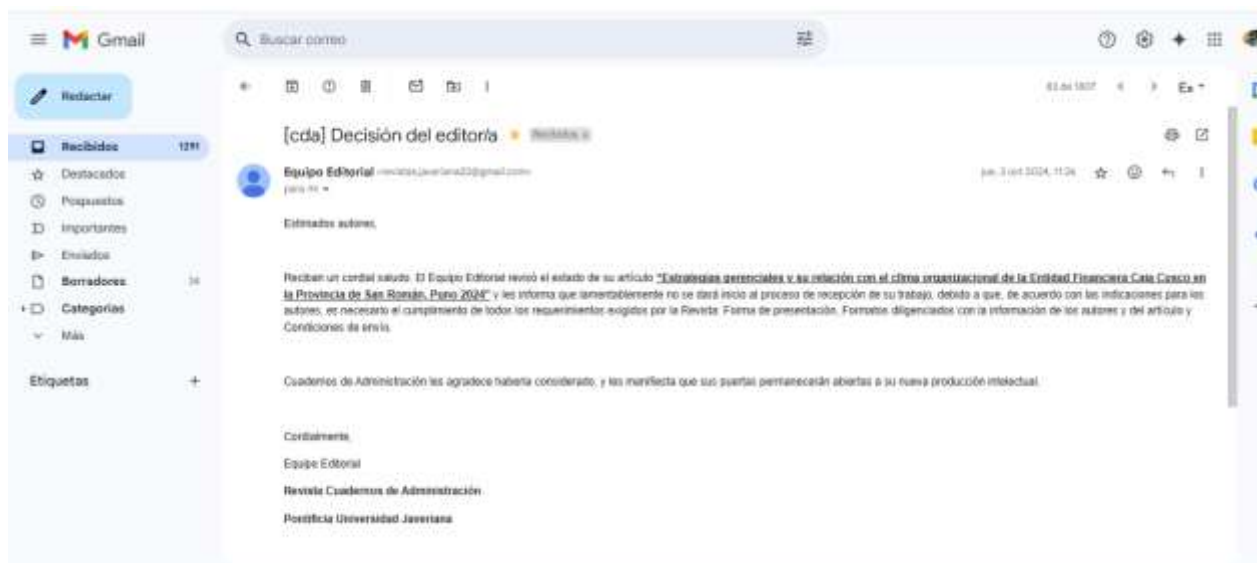 Gmail
Buscar correo
Redactar
Recibidos 1291
Destacados
Pospuestos
Importantes
Enviados
Borradores
Categorías
Más
Etiquetas
[cda] Decisión del editor/a
Equipo Editorial
para mí
jue, 3 oct 2024, 11:24
Estimados autores,
Reciban un cordial saludo. El Equipo Editorial revisó el estado de su artículo "Estrategias gerenciales y su relación con el clima organizacional de la Entidad Financiera Caja Cusco en
la Provincia de San Román, Puno 2024" y les informa que lamentablemente no se dará inicio al proceso de recepción de su trabajo, debido a que, de acuerdo con las indicaciones para los
autores, es necesario el cumplimiento de todos los requerimientos exigidos por la Revista: Forma de presentación, Formatos diligenciados con la información de los autores y del artículo y
Condiciones de envío.
Cuadernos de Administración les agradece haberla considerado, y les manifiesta que sus puertas permanecerán abiertas a su nueva producción intelectual.
Cordialmente,
Equipo Editorial
Revista Cuadernos de Administración
Pontificia Universidad Javeriana